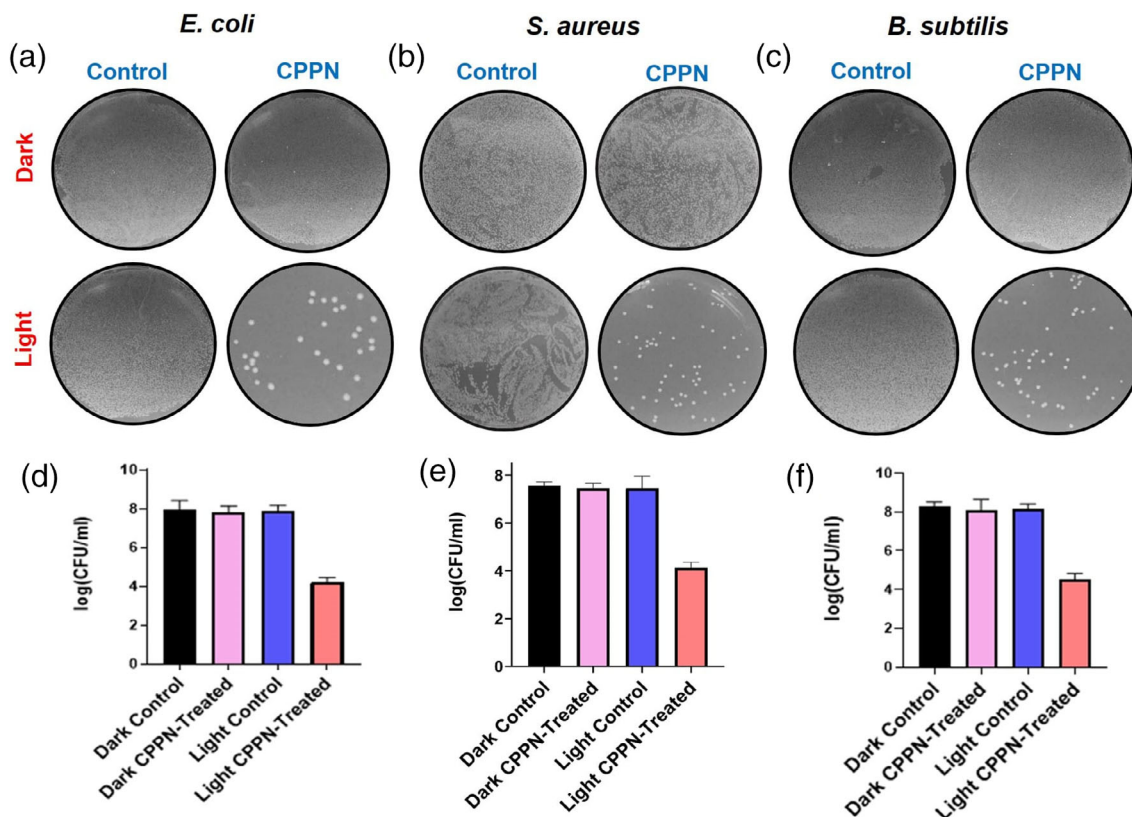 E. coli
S. aureus
B. subtilis
(a)
Control
CPPN
(b)
Control
CPPN
(c)
Control
CPPN
Dark
Light
(d)
log(CFU/ml)
10
8
6
4
2
0
Dark Control
Dark CPPN-Treated
Light Control
Light CPPN-Treated
(e)
log(CFU/ml)
8
6
4
2
0
Dark Control
Dark CPPN-Treated
Light Control
Light CPPN-Treated
(f)
log(CFU/ml)
10
8
6
4
2
0
Dark Control
Dark CPPN-Treated
Light Control
Light CPPN-Treated